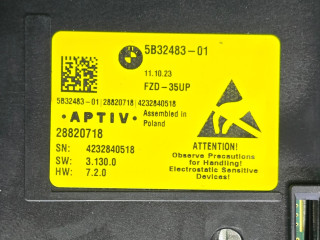 5B32483-01
11.10.23
FZD-35UP
5B32483-01|28820718|4232840518
·APTIV· Assembled in Poland
28820718
SN: 4232840518
SW: 3.130.0
HW: 7.2.0
ATTENTION!
Observe Precautions
for Handling!
Electrostatic Sensitive
Devices!